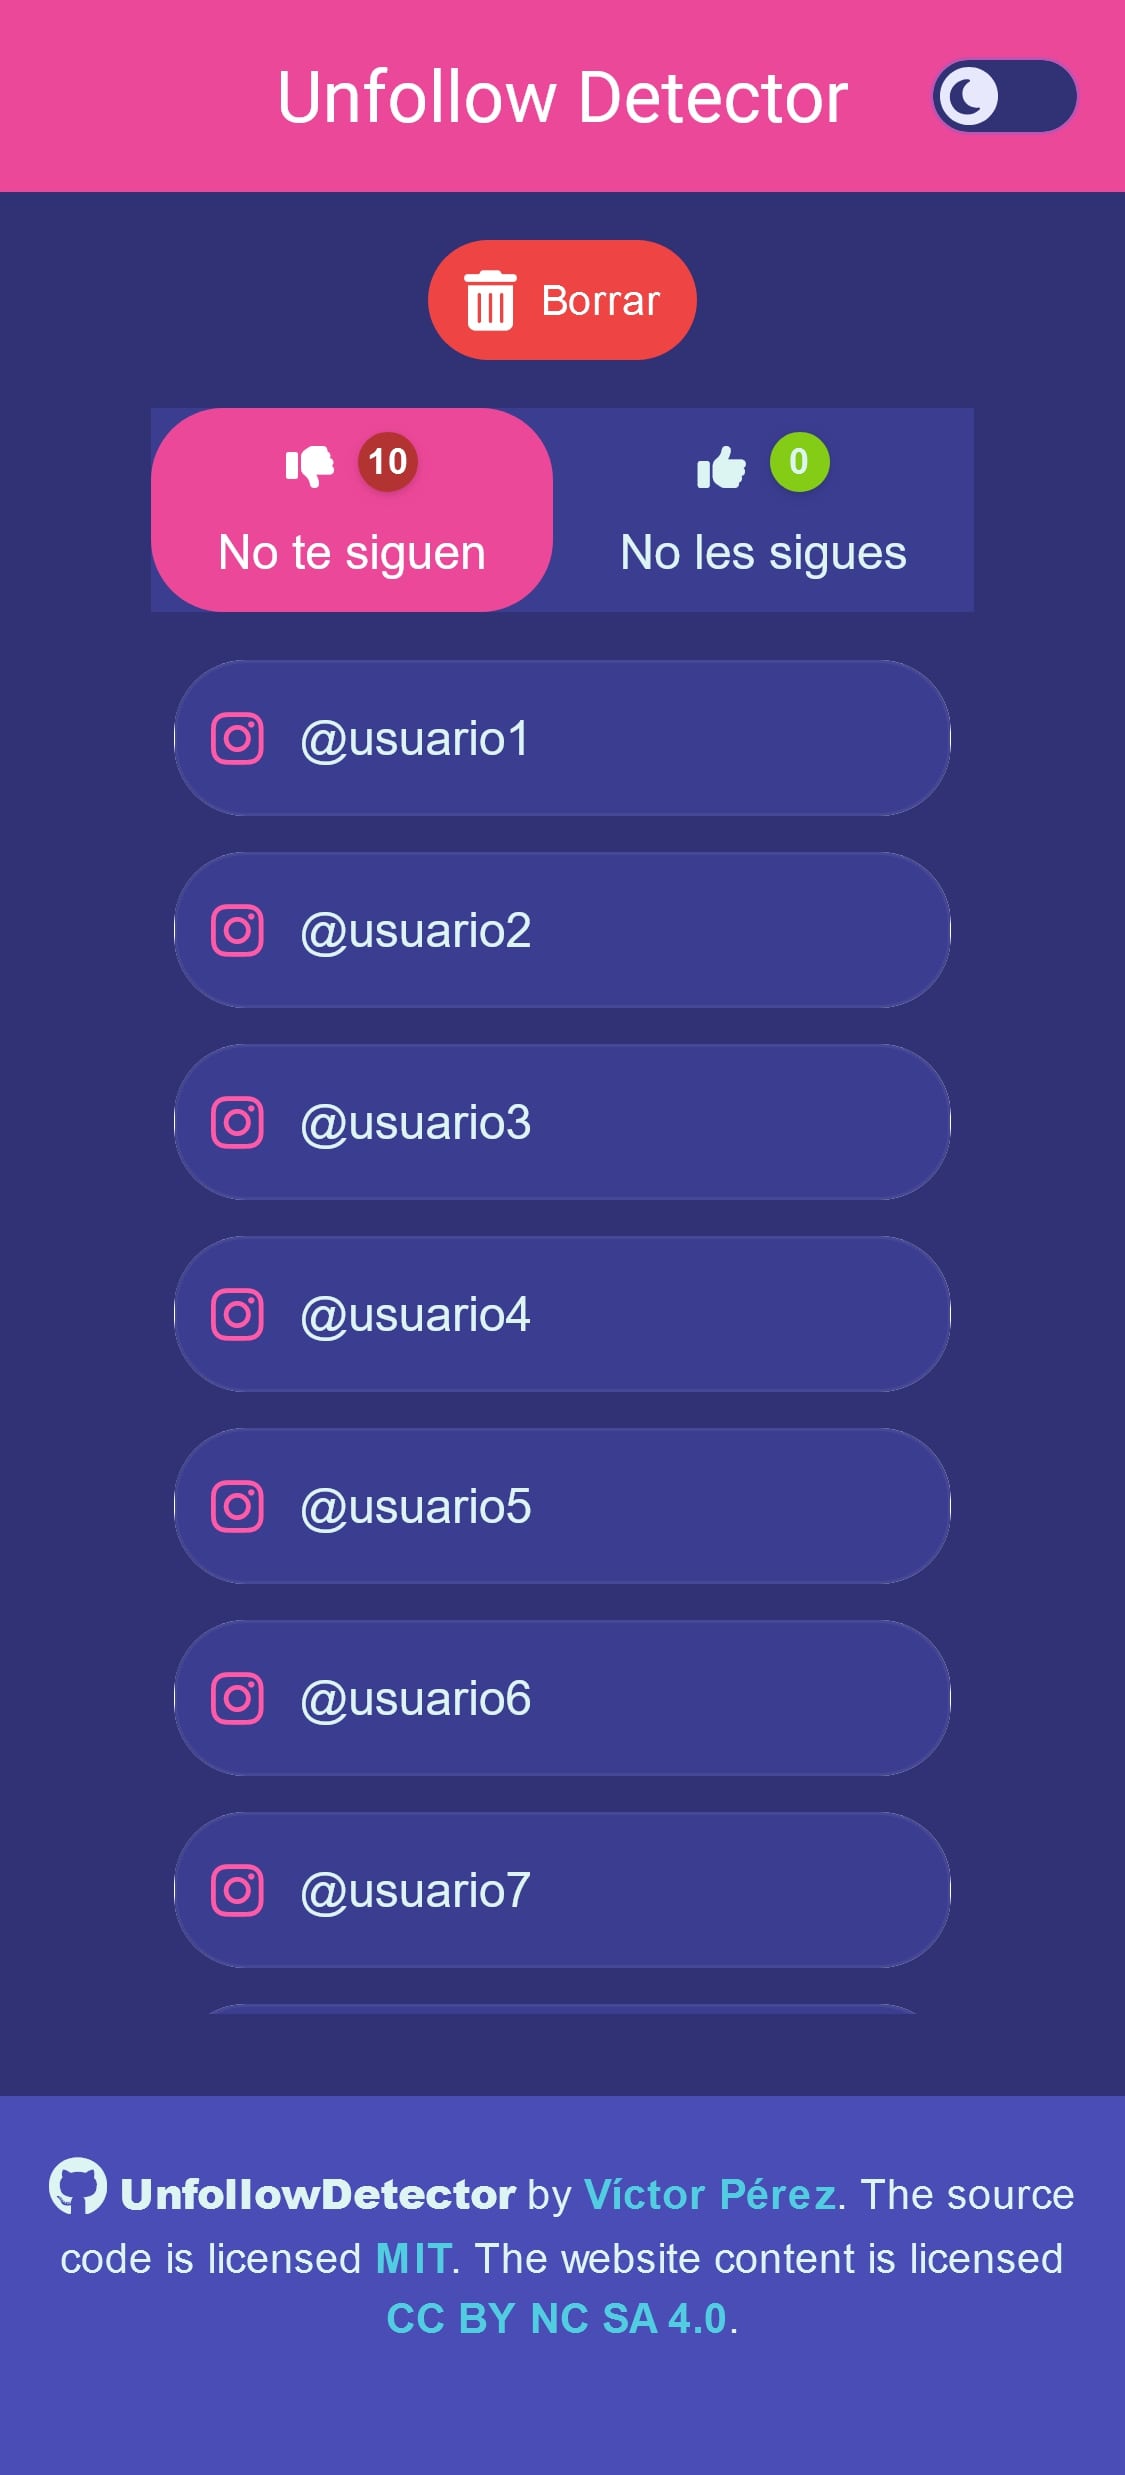 Unfollow Detector
Borrar
10
No te siguen
0
No les sigues
@usuario1
@usuario2
@usuario3
@usuario4
@usuario5
@usuario6
@usuario7
UnfollowDetector by Víctor Pérez. The source
code is licensed MIT. The website content is licensed
CC BY NC SA 4.0.